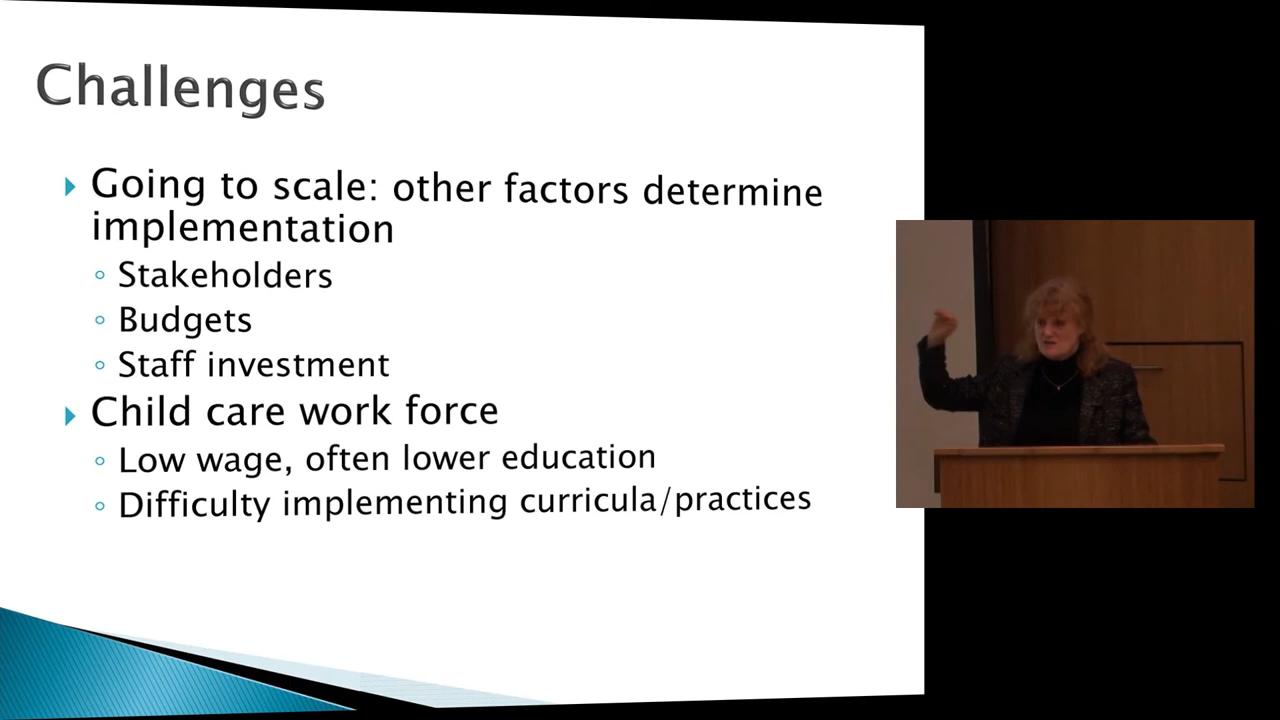 Challenges
Going to scale: other factors determine
implementation
Stakeholders
Budgets
Staff investment
Child care work force
Low wage, often lower education
Difficulty implementing curricula/practices